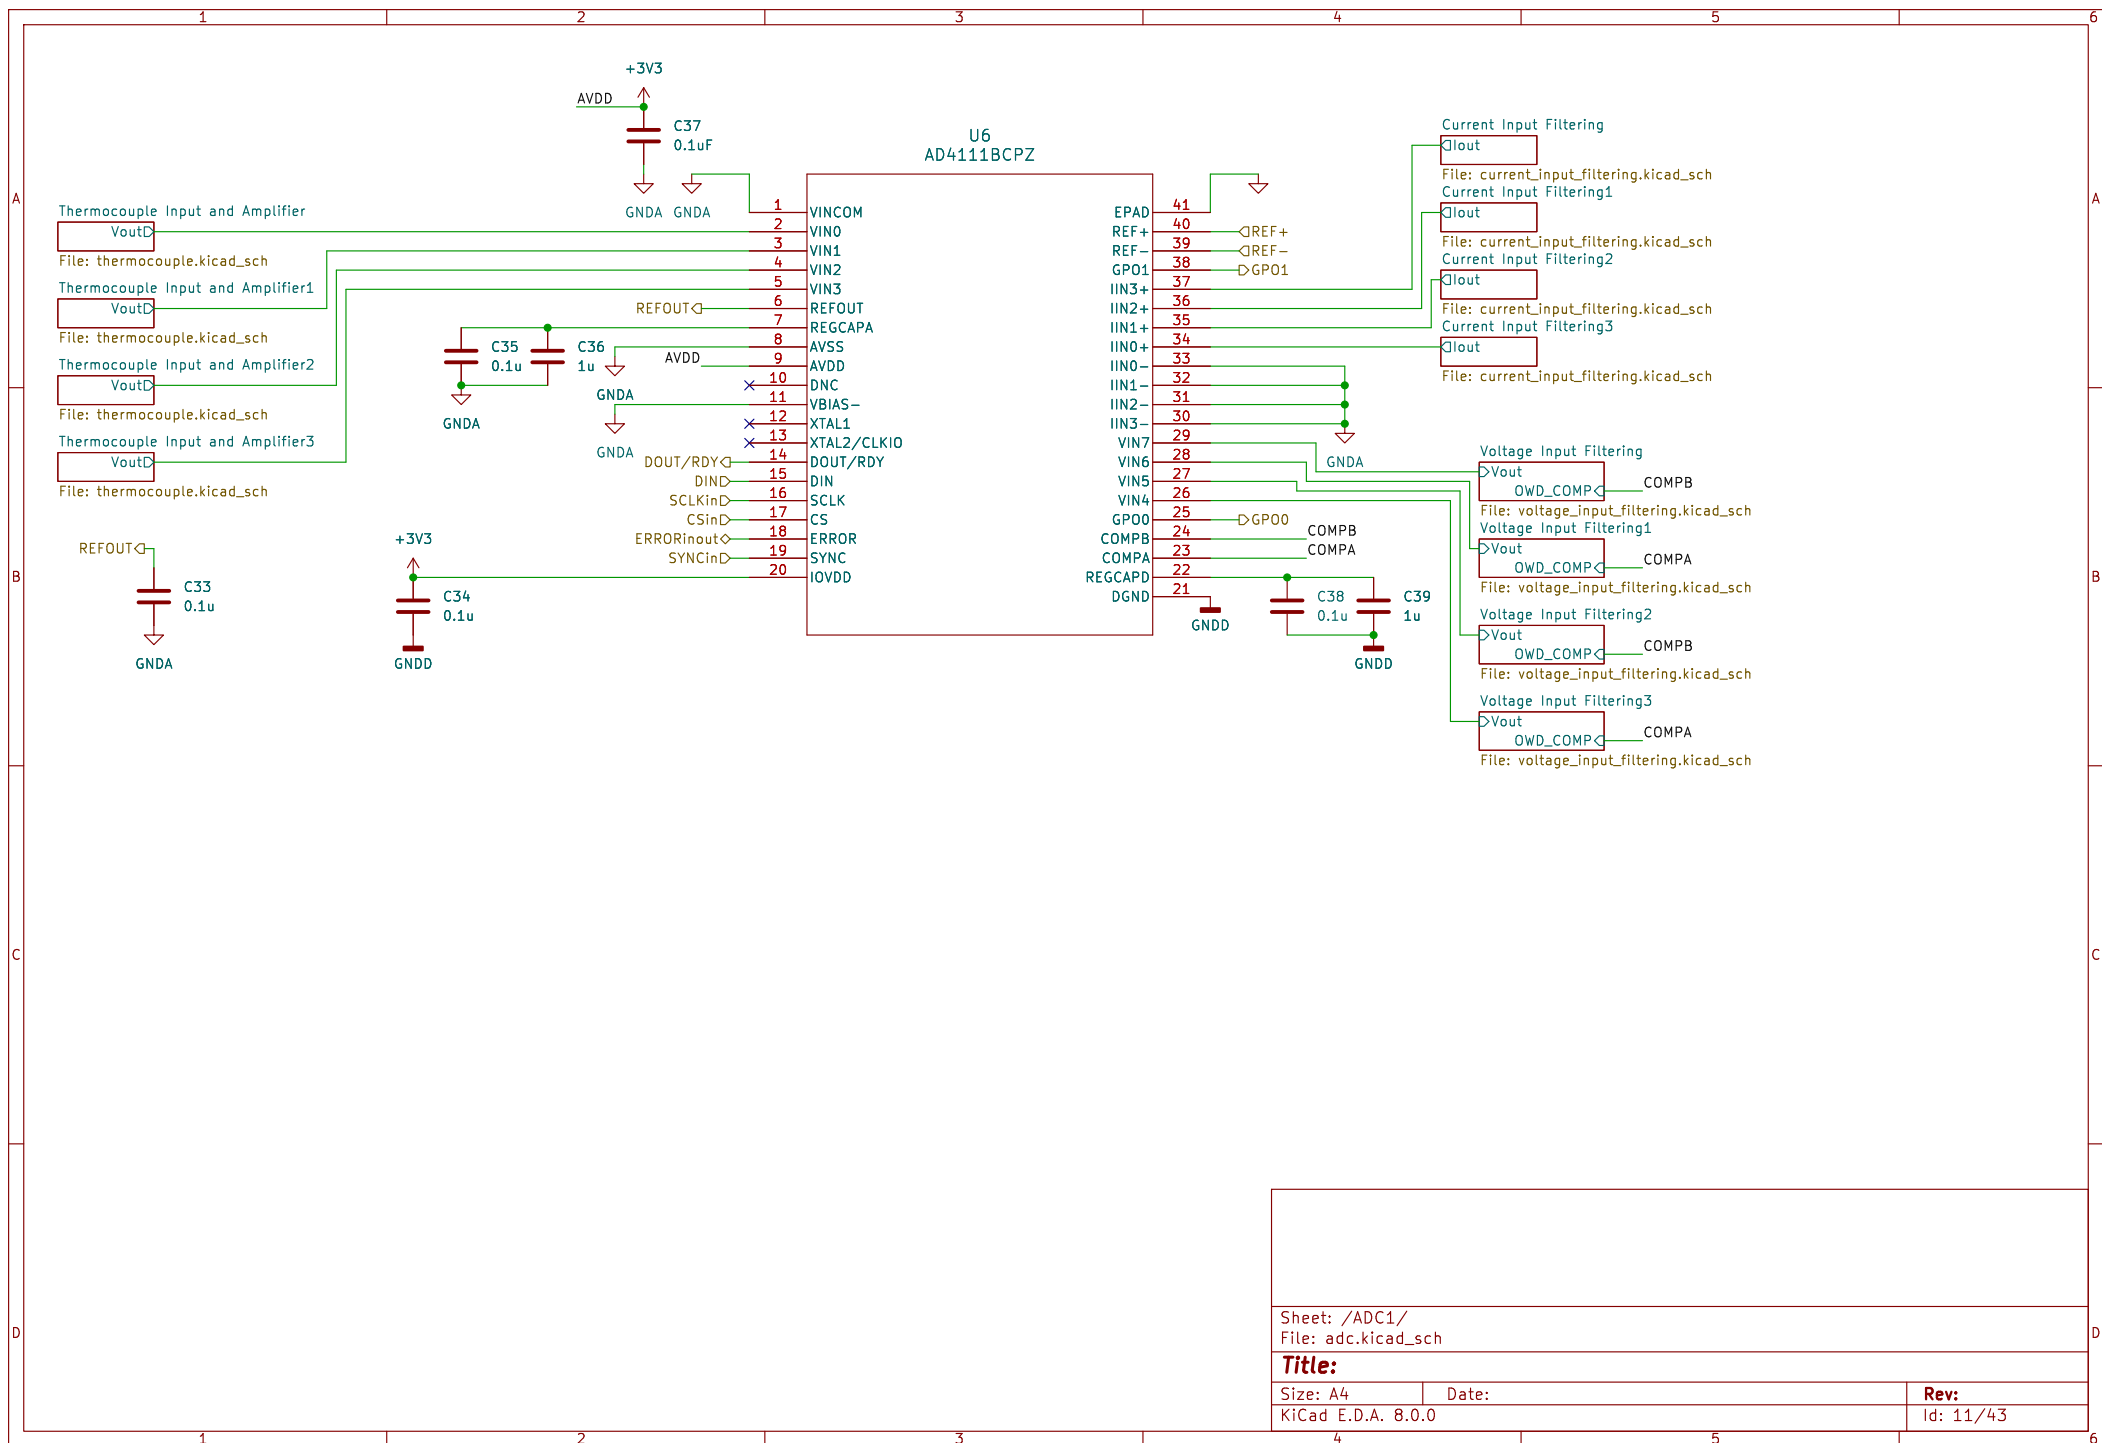 1 2 3 4 5 6
+3V3
AVDD
C37
0.1uF
GNDA GNDA
U6
AD4111BCPZ
A A
Thermocouple Input and Amplifier
Vout
File: thermocouple.kicad_sch
Thermocouple Input and Amplifier1
Vout
File: thermocouple.kicad_sch
Thermocouple Input and Amplifier2
Vout
File: thermocouple.kicad_sch
Thermocouple Input and Amplifier3
Vout
File: thermocouple.kicad_sch
REFOUT
C35
0.1u
C36
1u
GNDA
AVDD
GNDA
GNDA
DOUT/RDY
DIN
SCLKin
CSin
ERRORinout
SYNCin
REFOUT
C33
0.1u
GNDA
+3V3
C34
0.1u
GNDD
1 VINCOM
2 VIN0
3 VIN1
4 VIN2
5 VIN3
6 REFOUT
7 REGCAPA
8 AVSS
9 AVDD
10 DNC
11 VBIAS-
12 XTAL1
13 XTAL2/CLKIO
14 DOUT/RDY
15 DIN
16 SCLK
17 CS
18 ERROR
19 SYNC
20 IOVDD
EPAD 41
REF+ 40 REF+
REF- 39 REF-
GPO1 38 GPO1
IIN3+ 37
IIN2+ 36
IIN1+ 35
IIN0+ 34
IIN0- 33
IIN1- 32
IIN2- 31
IIN3- 30
VIN7 29
VIN6 28
VIN5 27
VIN4 26
GPO0 25 GPO0
COMPB 24 COMPB
COMPA 23 COMPA
REGCAPD 22
DGND 21
GNDA
GNDD
C38
0.1u
C39
1u
GNDD
Current Input Filtering
Iout
File: current_input_filtering.kicad_sch
Current Input Filtering1
Iout
File: current_input_filtering.kicad_sch
Current Input Filtering2
Iout
File: current_input_filtering.kicad_sch
Current Input Filtering3
Iout
File: current_input_filtering.kicad_sch
Voltage Input Filtering
Vout
OWD_COMP COMPB
File: voltage_input_filtering.kicad_sch
Voltage Input Filtering1
Vout
OWD_COMP COMPA
File: voltage_input_filtering.kicad_sch
Voltage Input Filtering2
Vout
OWD_COMP COMPB
File: voltage_input_filtering.kicad_sch
Voltage Input Filtering3
Vout
OWD_COMP COMPA
File: voltage_input_filtering.kicad_sch
B B
C C
D D
Sheet: /ADC1/
File: adc.kicad_sch
Title:
Size: A4 Date: Rev:
KiCad E.D.A. 8.0.0 Id: 11/43
1 2 3 4 5 6